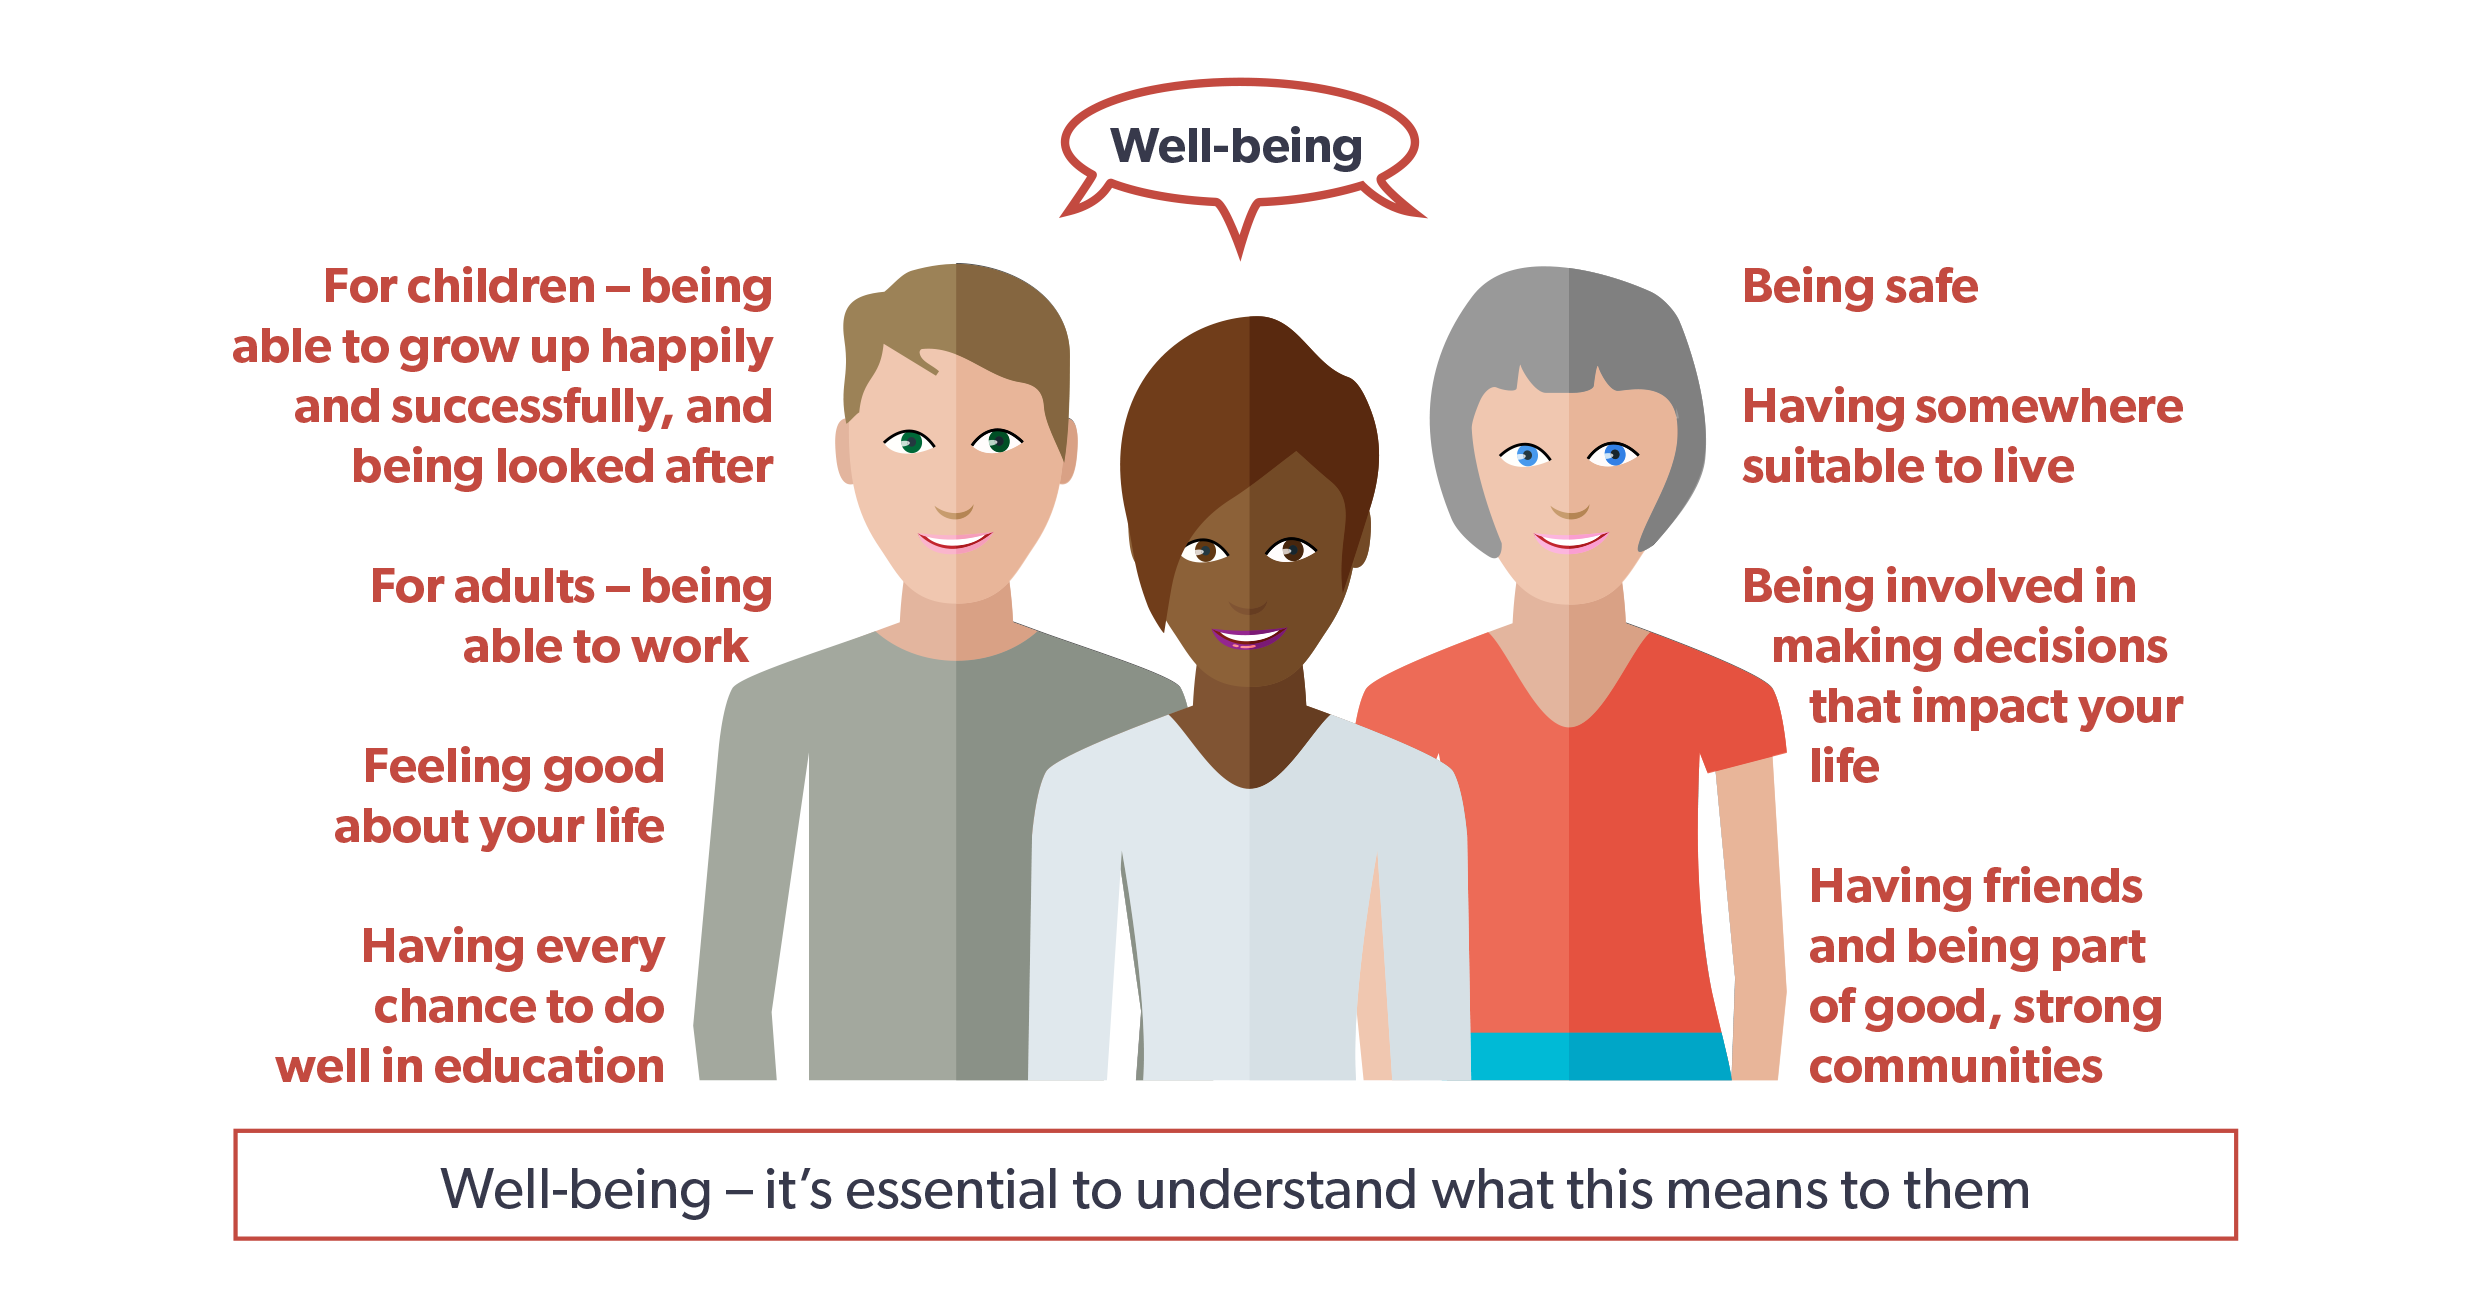 Well-being
For children – being
able to grow up happily
and successfully, and
being looked after
For adults – being
able to work
Feeling good
about your life
Having every
chance to do
well in education
Being safe
Having somewhere
suitable to live
Being involved in
making decisions
that impact your
life
Having friends
and being part
of good, strong
communities
Well-being – it’s essential to understand what this means to them